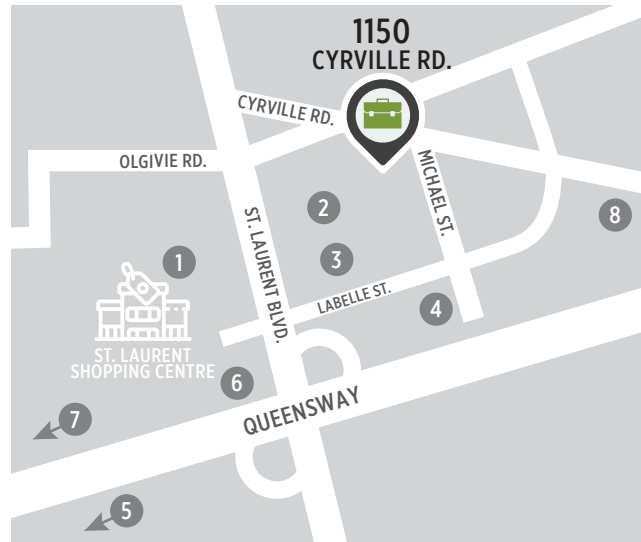 1150
CYRVILLE RD.
CYRVILLE RD.
OLGIVIE RD.
MICHAEL ST.
2
8
ST. LAURENT BLVD.
1
3
LABELLE ST.
4
ST. LAURENT
SHOPPING CENTRE
6
QUEENSWAY
7
5